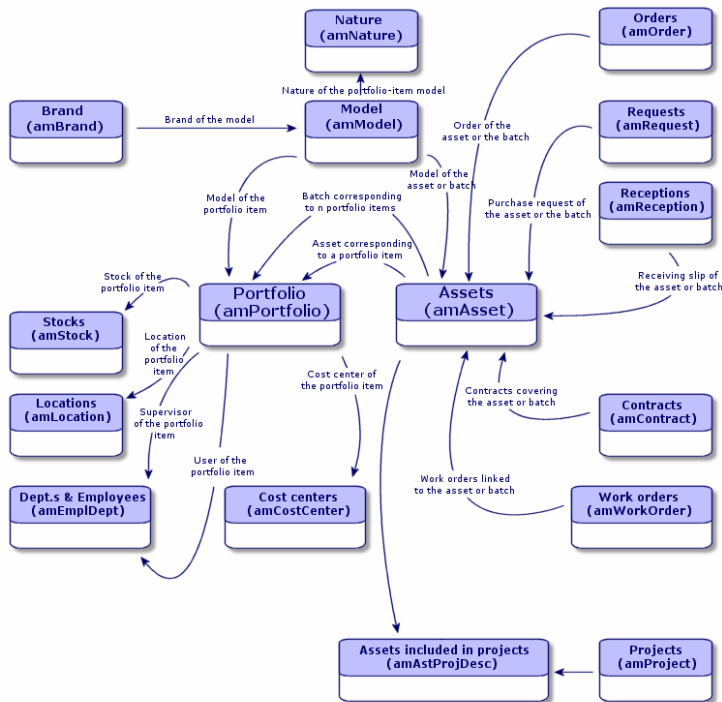 Nature
(amNature)
Orders
(amOrder)
Nature of the portfolio-item model
Brand
(amBrand)
Brand of the model
Model
(amModel)
Requests
(amRequest)
Order of the
asset or the batch
Model of the
asset or batch
Receptions
(amReception)
Model of the
portfolio item
Batch corresponding
to n portfolio items
Purchase request of
the asset or the batch
Asset corresponding
to a portfolio item
Stock of the
portfolio item
Receiving slip of
the asset or batch
Portfolio
(amPortfolio)
Assets
(amAsset)
Stocks
(amStock)
Location
of the
portfolio
item
Cost center of
the portfolio item
Contracts covering
the asset or batch
Locations
(amLocation)
Supervisor
of the portfolio
item
Contracts
(amContract)
User of the
portfolio item
Work orders linked
to the asset or batch
Dept.s & Employees
(amEmplDept)
Cost centers
(amCostCenter)
Work orders
(amWorkOrder)
Assets included in projects
(amAstProjDesc)
Projects
(amProject)